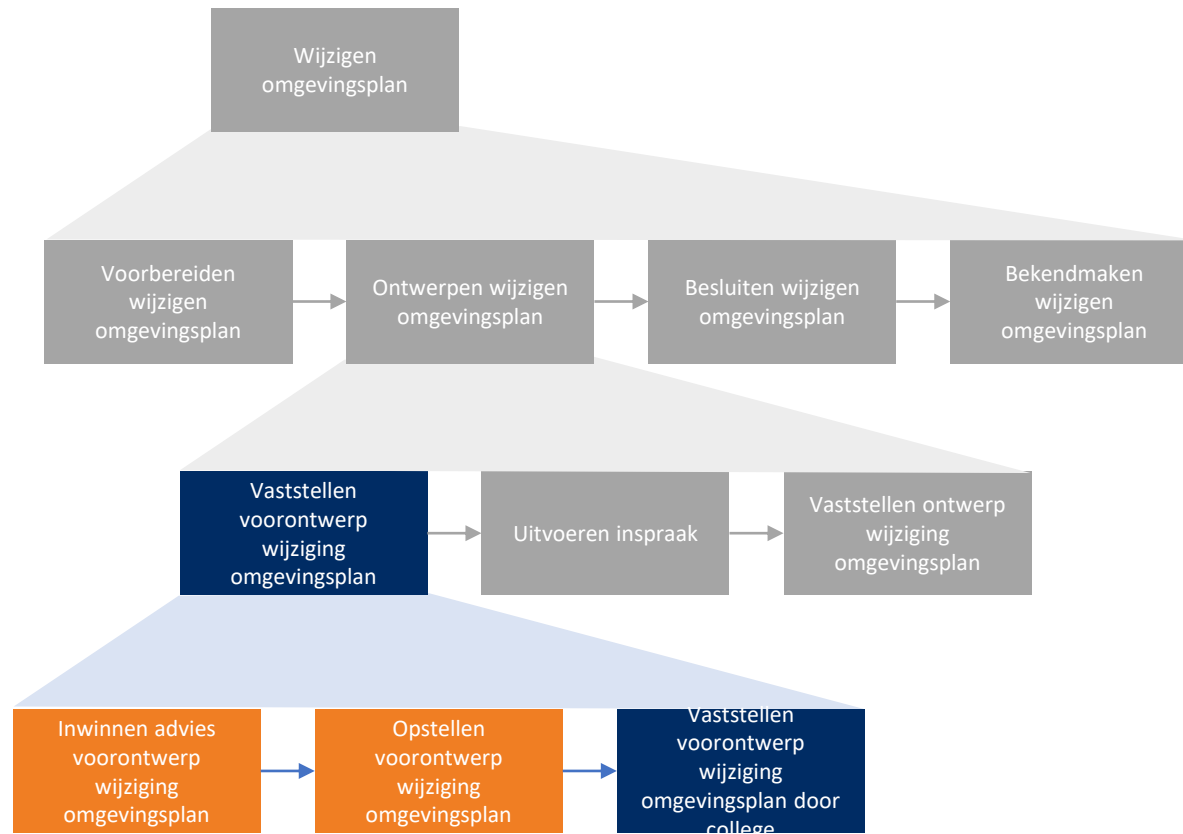 Wijzigen
omgevingsplan
Voorbereiden
wijzigen
omgevingsplan
Ontwerpen wijzigen
omgevingsplan
Besluiten wijzigen
omgevingsplan
Bekendmaken
wijzigen
omgevingsplan
Vaststellen
voorontwerp
wijziging
omgevingsplan
Uitvoeren inspraak
Vaststellen ontwerp
wijziging
omgevingsplan
Inwinnen advies
voorontwerp
wijziging
omgevingsplan
Opstellen
voorontwerp
wijziging
omgevingsplan
Vaststellen
voorontwerp
wijziging
omgevingsplan door
college